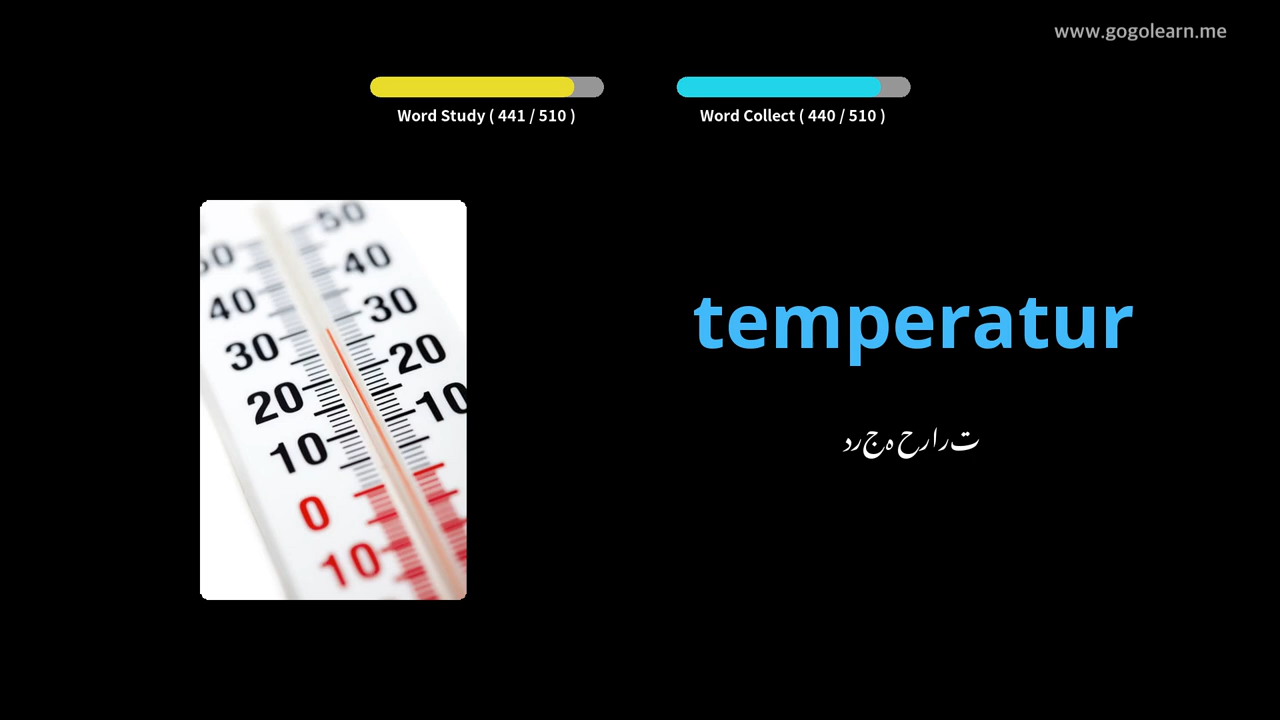 www.gogolearn.me
Word Study ( 441 / 510 )
Word Collect ( 440 / 510 )
50
40
40
30
30
20
20
10
10
0
10
temperatur
درجہ حرارت